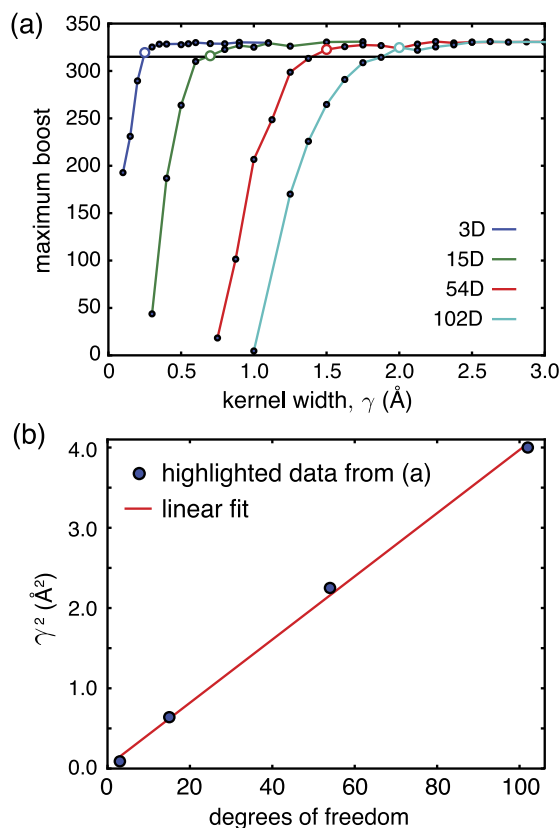 (a)
350
300
250
200
150
100
50
0
maximum boost
3D
15D
54D
102D
0 0.5 1.0 1.5 2.0 2.5 3.0
kernel width, γ (Å)
(b)
4.0
3.0
2.0
1.0
0.0
γ² (Å²)
highlighted data from (a)
linear fit
0 20 40 60 80 100
degrees of freedom